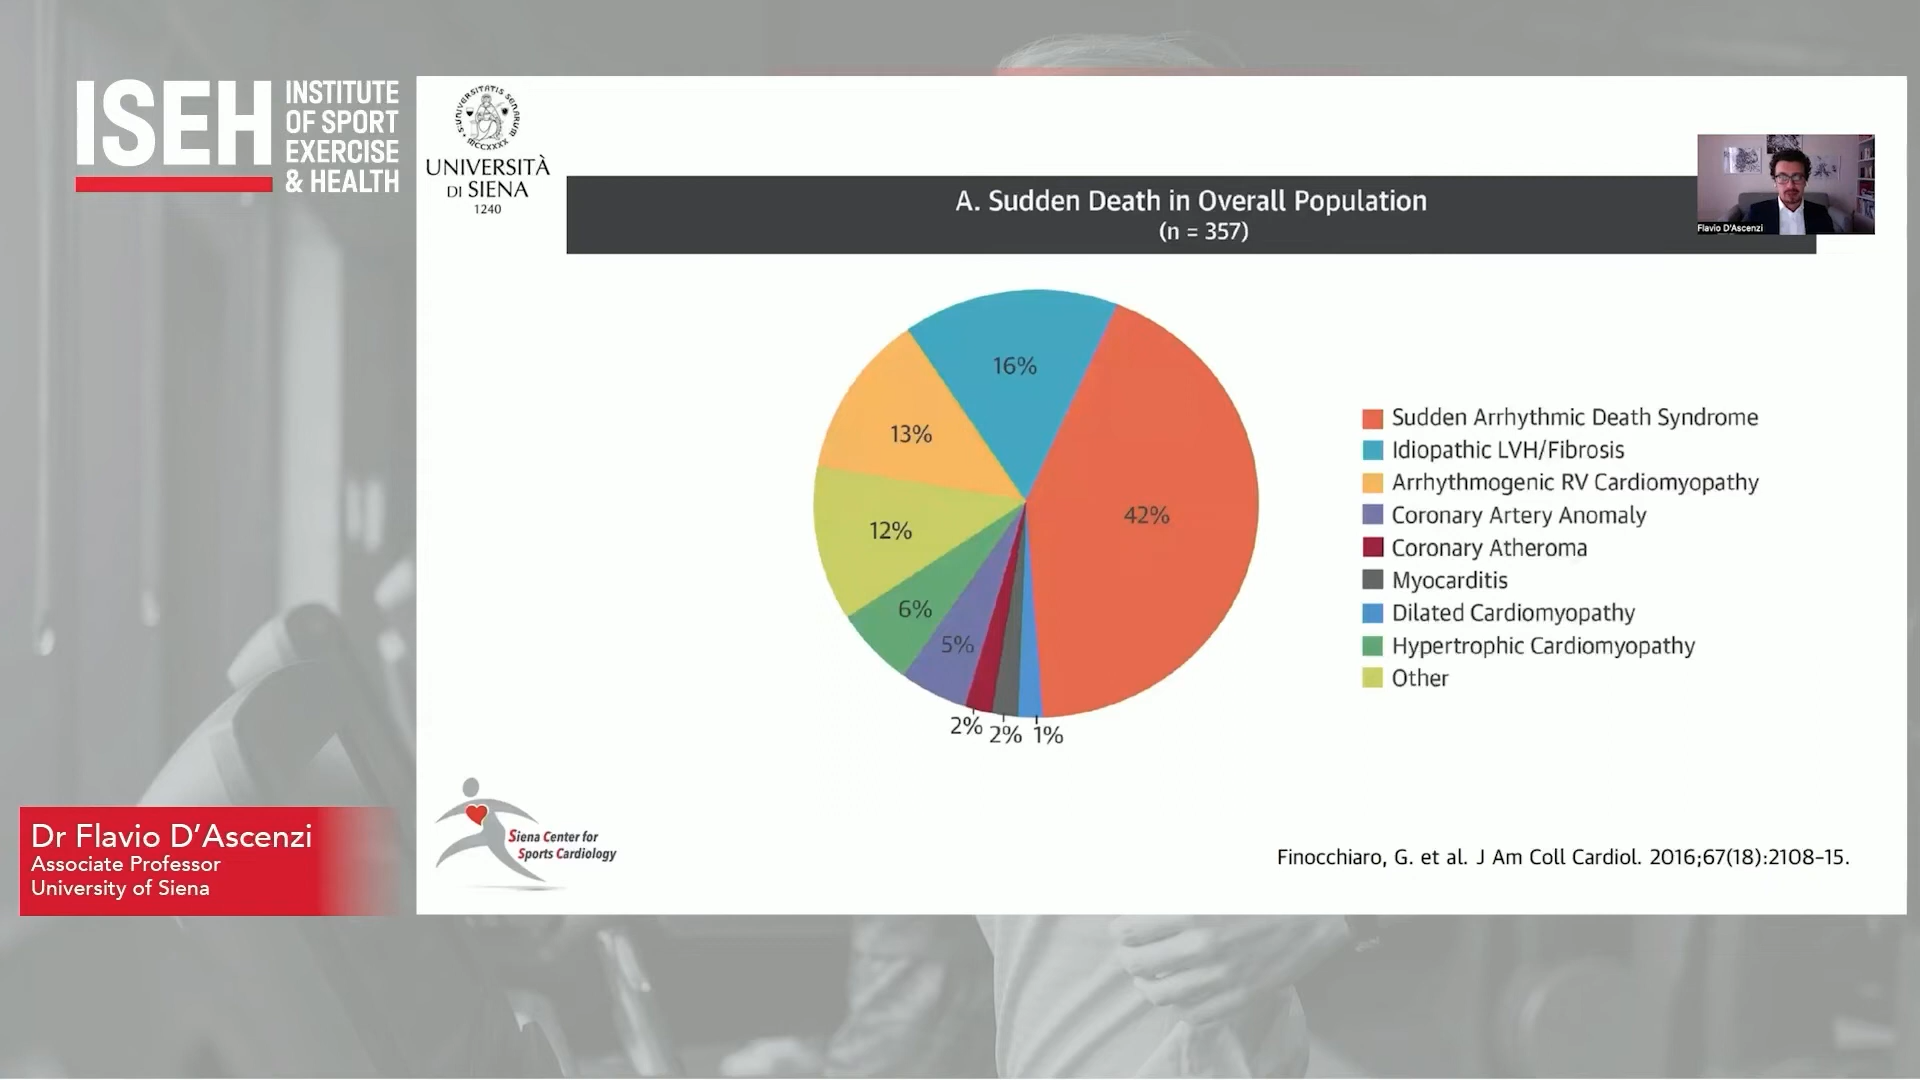 ISEH
INSTITUTE
OF SPORT
EXERCISE
& HEALTH
UNIVERSITÀ
DI SIENA
1240
A. Sudden Death in Overall Population
(n = 357)
Flavio D'Ascenzi
16%
13%
42%
12%
6%
5%
2%
2%
1%
Sudden Arrhythmic Death Syndrome
Idiopathic LVH/Fibrosis
Arrhythmogenic RV Cardiomyopathy
Coronary Artery Anomaly
Coronary Atheroma
Myocarditis
Dilated Cardiomyopathy
Hypertrophic Cardiomyopathy
Other
Siena Center for
Sports Cardiology
Dr Flavio D'Ascenzi
Associate Professor
University of Siena
Finocchiaro, G. et al. J Am Coll Cardiol. 2016;67(18):2108-15.